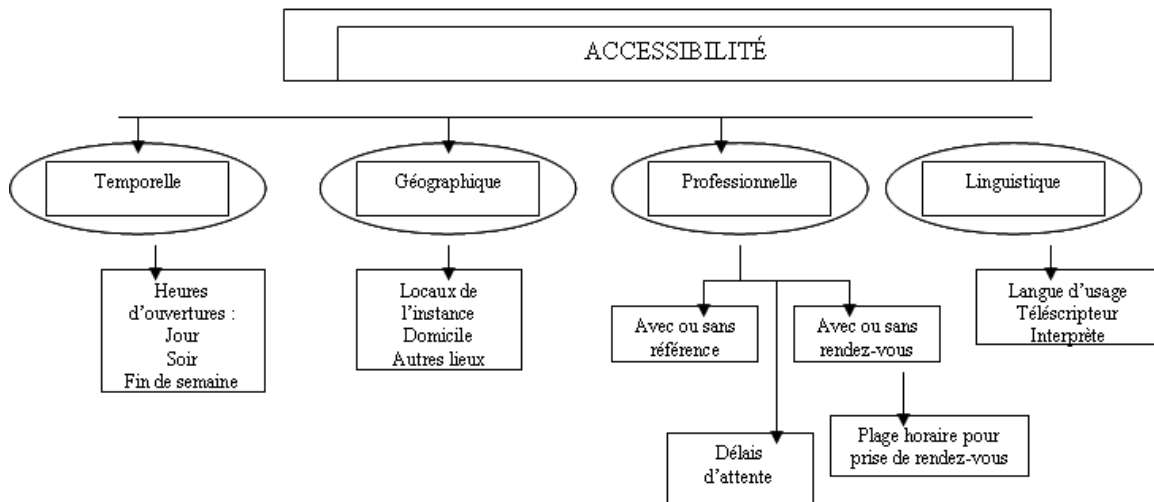 ACCESSIBILITÉ
Temporelle
Géographique
Professionnelle
Linguistique
Heures
d'ouvertures :
Jour
Soir
Fin de semaine
Locaux de
l'instance
Domicile
Autres lieux
Avec ou sans
référence
Avec ou sans
rendez-vous
Langue d'usage
Téléscripteur
Interprète
Délais
d'attente
Plage horaire pour
prise de rendez-vous